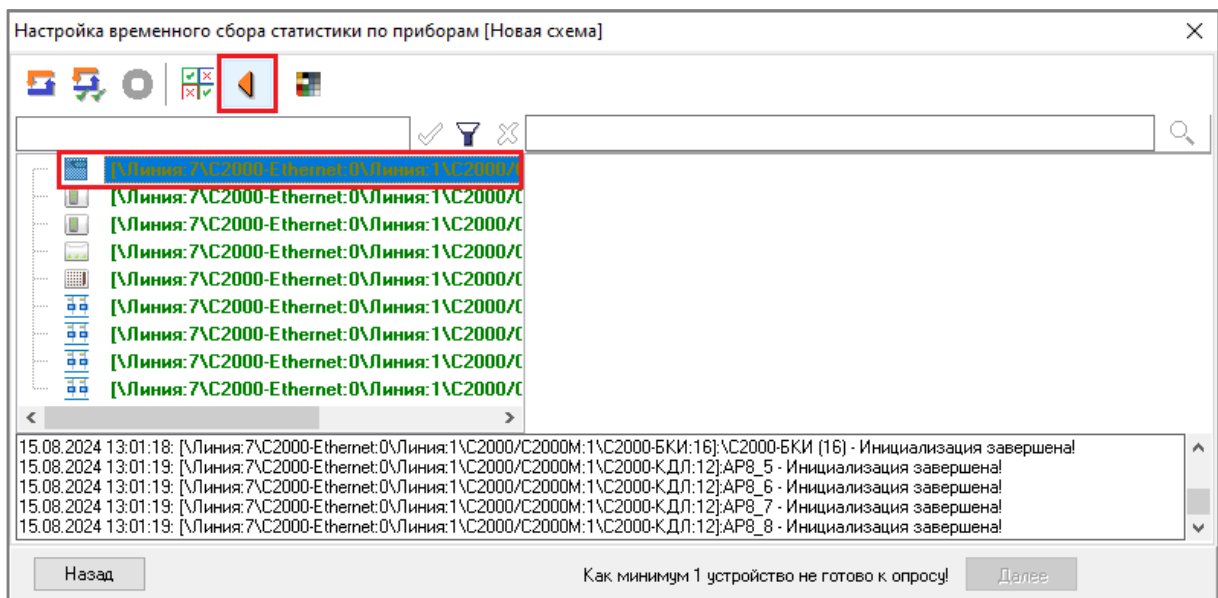 Настройка временного сбора статистики по приборам [Новая схема]
[\Линия:7\С2000-Ethernet:0\Линия:1\С2000/(
[\Линия:7\С2000-Ethernet:0\Линия:1\С2000/(
[\Линия:7\С2000-Ethernet:0\Линия:1\С2000/(
[\Линия:7\С2000-Ethernet:0\Линия:1\С2000/(
[\Линия:7\С2000-Ethernet:0\Линия:1\С2000/(
[\Линия:7\С2000-Ethernet:0\Линия:1\С2000/(
[\Линия:7\С2000-Ethernet:0\Линия:1\С2000/(
[\Линия:7\С2000-Ethernet:0\Линия:1\С2000/(
[\Линия:7\С2000-Ethernet:0\Линия:1\С2000/(
15.08.2024 13:01:18: [\Линия:7\С2000-Ethernet:0\Линия:1\С2000/С2000М:1\С2000-БКИ:16]:\С2000-БКИ (16) - Инициализация завершена!
15.08.2024 13:01:19: [\Линия:7\С2000-Ethernet:0\Линия:1\С2000/С2000М:1\С2000-КДЛ:12]:АР8_5 - Инициализация завершена!
15.08.2024 13:01:19: [\Линия:7\С2000-Ethernet:0\Линия:1\С2000/С2000М:1\С2000-КДЛ:12]:АР8_6 - Инициализация завершена!
15.08.2024 13:01:19: [\Линия:7\С2000-Ethernet:0\Линия:1\С2000/С2000М:1\С2000-КДЛ:12]:АР8_7 - Инициализация завершена!
15.08.2024 13:01:19: [\Линия:7\С2000-Ethernet:0\Линия:1\С2000/С2000М:1\С2000-КДЛ:12]:АР8_8 - Инициализация завершена!
Назад
Как минимум 1 устройство не готово к опросу!
Далее